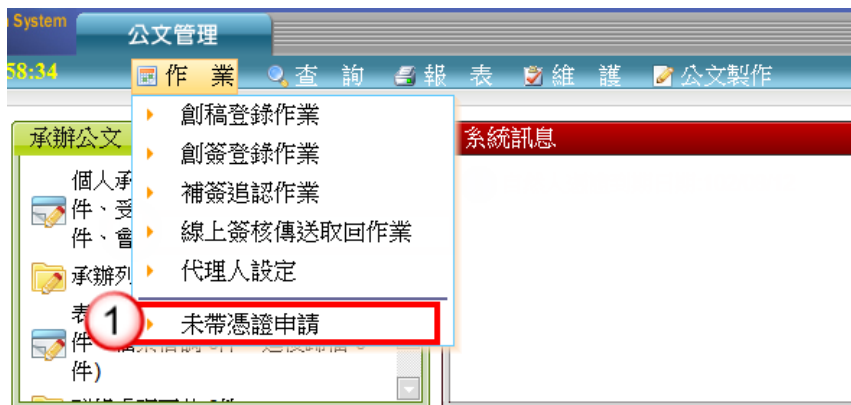 System
公文管理
58:34
作 業 查 詢 報 表 維 護 公文製作
創稿登錄作業
創簽登錄作業
補簽追認作業
線上簽核傳送取回作業
代理人設定
1 未帶憑證申請
承辦公文
個人承
件、受
件、會
承辦列
表
件
件)
系統訊息